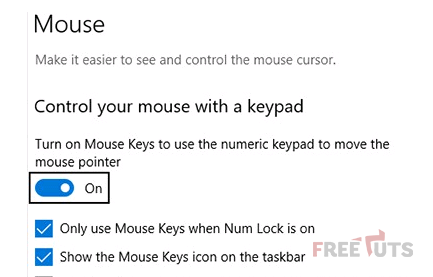 Mouse
Make it easier to see and control the mouse cursor.
Control your mouse with a keypad
Turn on Mouse Keys to use the numeric keypad to move the
mouse pointer
On
Only use Mouse Keys when Num Lock is on
Show the Mouse Keys icon on the taskbar
FREETUTS